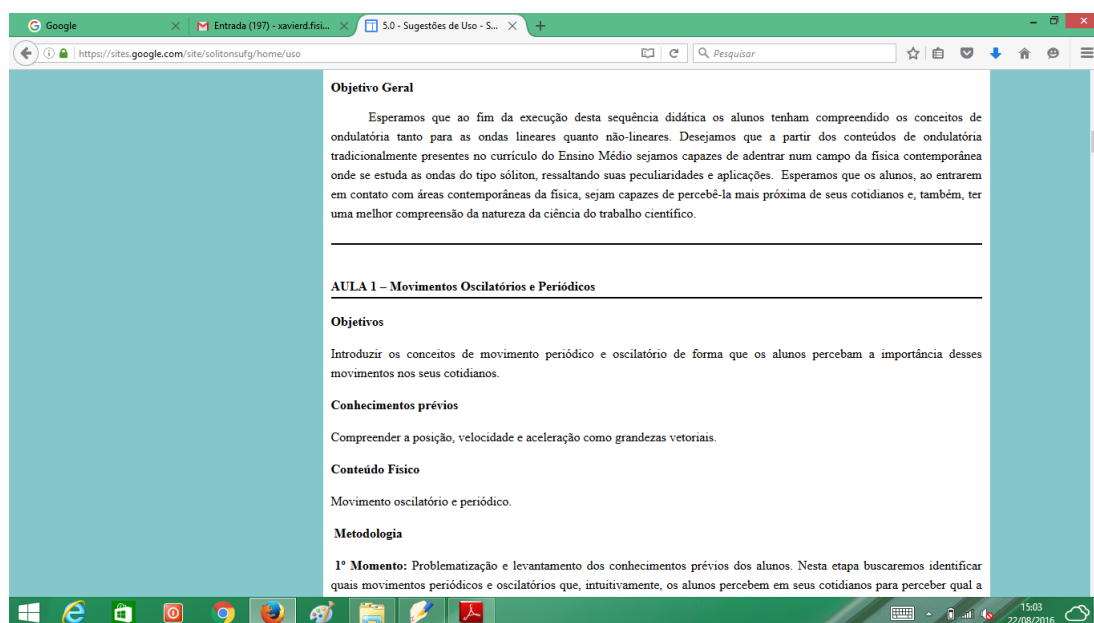 Google
Entrada (197) - xavierd.fisi...
5.0 - Sugestões de Uso - S...
https://sites.google.com/site/solitonsufg/home/uso
Pesquisar
Objetivo Geral
Esperamos que ao fim da execução desta sequência didática os alunos tenham compreendido os conceitos de
ondulatória tanto para as ondas lineares quanto não-lineares. Desejamos que a partir dos conteúdos de ondulatória
tradicionalmente presentes no currículo do Ensino Médio sejamos capazes de adentrar num campo da física contemporânea
onde se estuda as ondas do tipo sóliton, ressaltando suas peculiaridades e aplicações. Esperamos que os alunos, ao entrarem
em contato com áreas contemporâneas da física, sejam capazes de percebê-la mais próxima de seus cotidianos e, também, ter
uma melhor compreensão da natureza da ciência do trabalho científico.
AULA 1 – Movimentos Oscilatórios e Periódicos
Objetivos
Introduzir os conceitos de movimento periódico e oscilatório de forma que os alunos percebam a importância desses
movimentos nos seus cotidianos.
Conhecimentos prévios
Compreender a posição, velocidade e aceleração como grandezas vetoriais.
Conteúdo Físico
Movimento oscilatório e periódico.
Metodologia
1º Momento: Problematização e levantamento dos conhecimentos prévios dos alunos. Nesta etapa buscaremos identificar
quais movimentos periódicos e oscilatórios que, intuitivamente, os alunos percebem em seus cotidianos para perceber qual a
15:03
22/08/2016